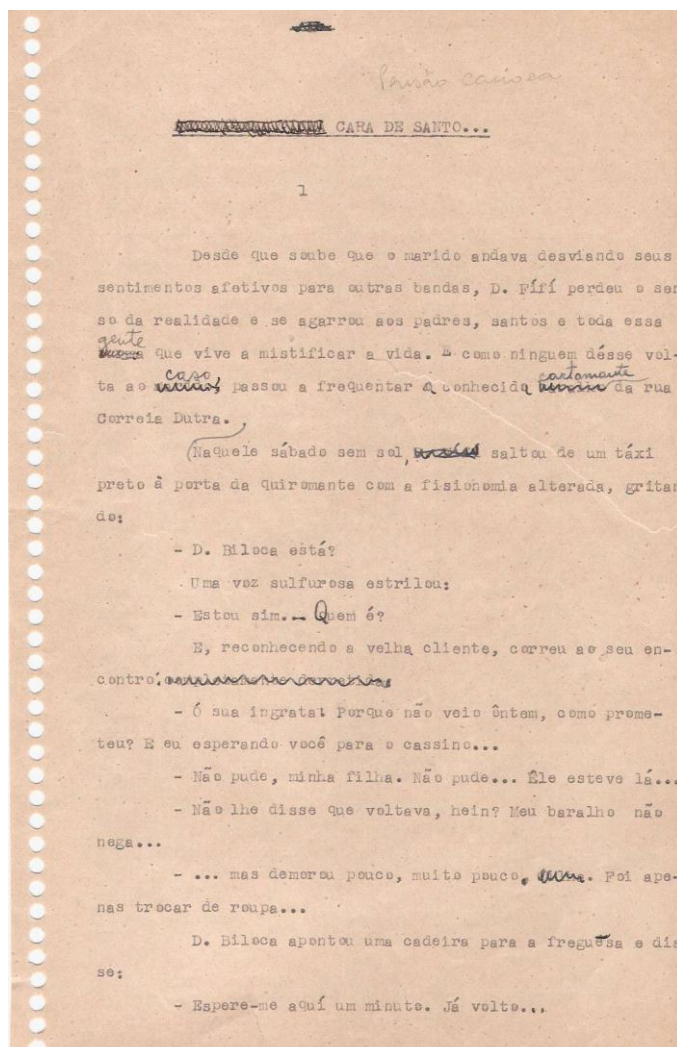 Pensão carioca
CARA DE SANTO...
1
Desde que soube que o marido andava desviando seus
sentimentos afetivos para outras bandas, D. Fífí perdeu o sen
so da realidade e se agarrou aos padres, santos e toda essa
gente
que vive a mistificar a vida. E como ninguem désse vol-
caso, cartomante
ta ao passou a frequentar a conhecida da rua
Correia Dutra.
Naquele sábado sem sol, saltou de um táxi
preto à porta da quiromante com a fisionomia alterada, gritan
do:
- D. Biloca está?
Uma voz sulfurosa estrilou:
- Estou sim... Quem é?
E, reconhecendo a velha cliente, correu ao seu en-
contro.
- Ó sua ingrata! Porque não veio ôntem, como prome-
teu? E eu esperando você para o cassino...
- Não pude, minha filha. Não pude... Êle esteve lá...
- Não lhe disse que voltava, hein? Meu baralho não
nega...
- ... mas demorou pouco, muito pouco. Foi ape-
nas trocar de roupa...
D. Biloca apontou uma cadeira para a freguesa e dis
se:
- Espere-me aquí um minuto. Já volto...